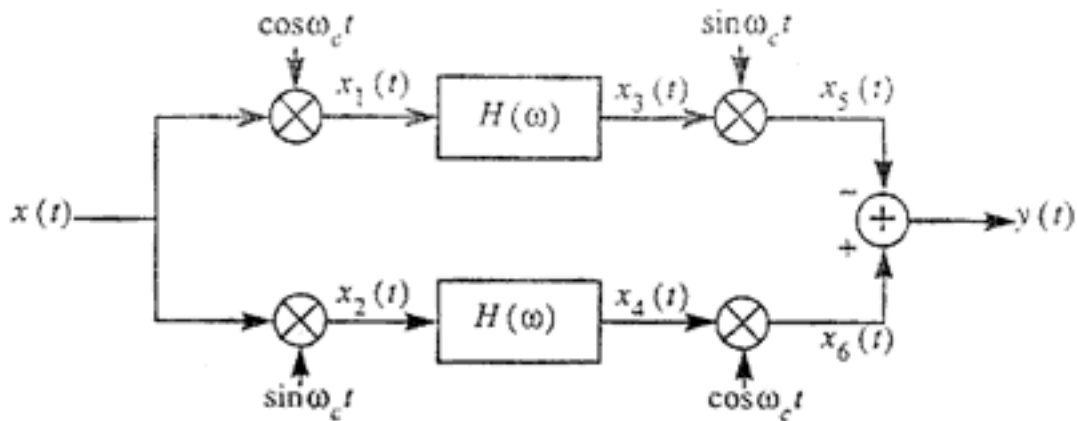 cosω_c t
sinω_c t
x_1(t)
H(ω)
x_3(t)
x_5(t)
−
x(t)
+
y(t)
+
x_2(t)
H(ω)
x_4(t)
x_6(t)
sinω_c t
cosω_c t